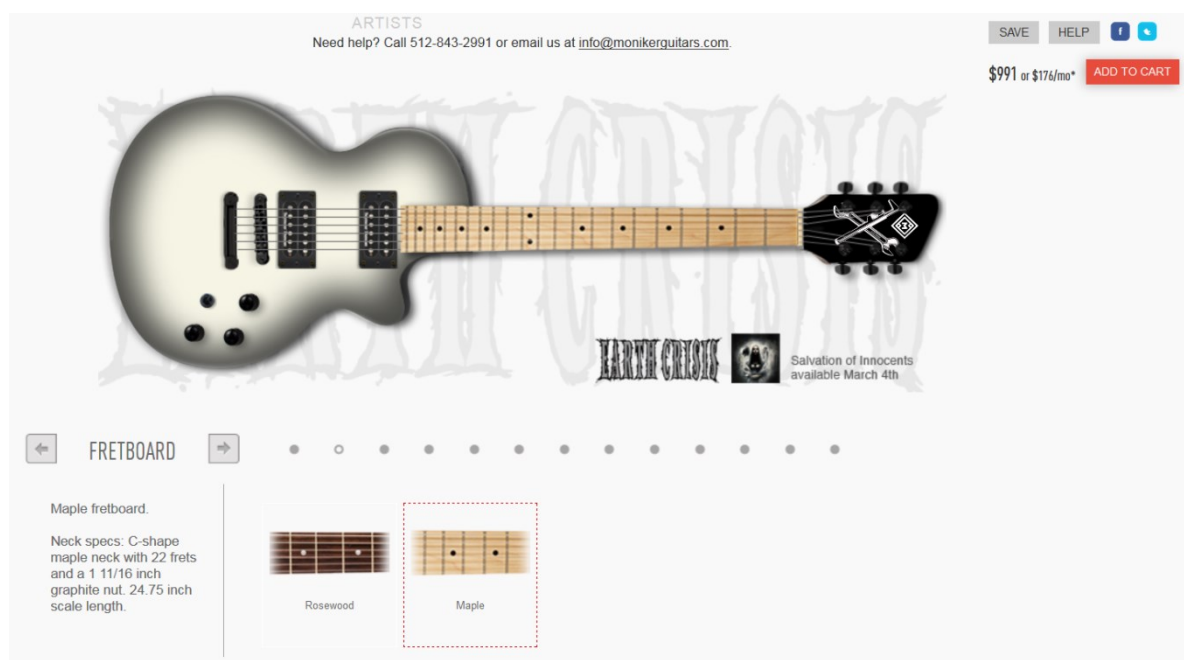 ARTISTS
Need help? Call 512-843-2991 or email us at info@monikerguitars.com.
SAVE
HELP
$991 or $176/mo*
ADD TO CART
EARTH CRISIS
EARTH CRISIS
Salvation of Innocents
available March 4th
FRETBOARD
Maple fretboard.
Neck specs: C-shape
maple neck with 22 frets
and a 1 11/16 inch
graphite nut. 24.75 inch
scale length.
Rosewood
Maple